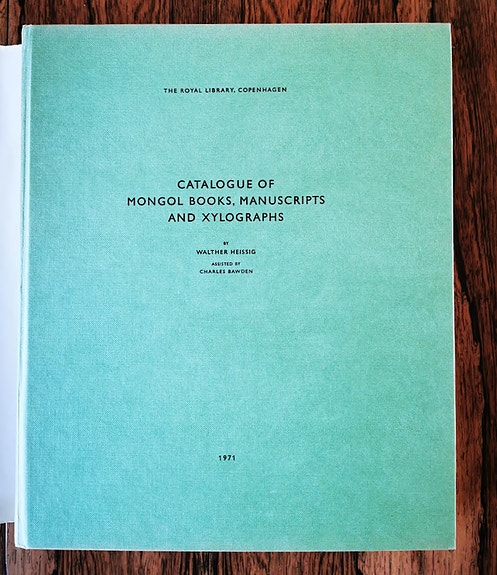 THE ROYAL LIBRARY, COPENHAGEN
CATALOGUE OF
MONGOL BOOKS, MANUSCRIPTS
AND XYLOGRAPHS
BY
WALTHER HEISSIG
ASSISTED BY
CHARLES BAWDEN
1971